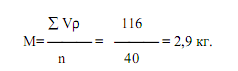 ∑ Vρ 116
M= ――― = ――― = 2,9 кг.
n 40